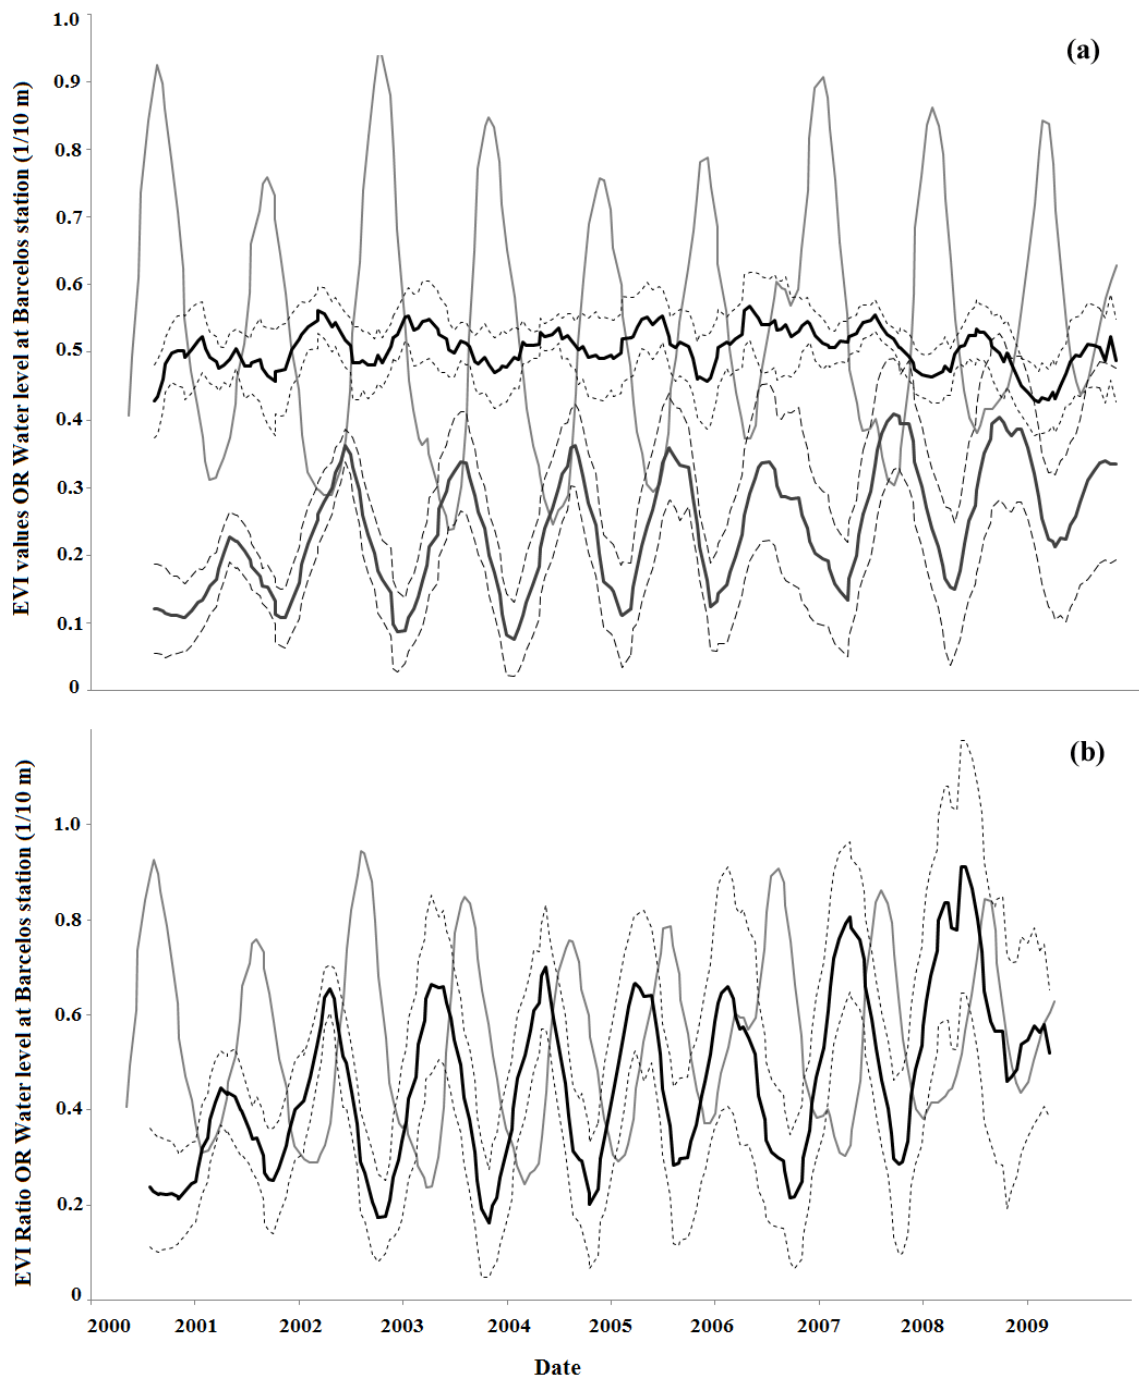 (a)
EVI values OR Water level at Barcelos station (1/10 m)
1.0
0.9
0.8
0.7
0.6
0.5
0.4
0.3
0.2
0.1
0
(b)
EVI Ratio OR Water level at Barcelos station (1/10 m)
1.0
0.8
0.6
0.4
0.2
0
2000 2001 2002 2003 2004 2005 2006 2007 2008 2009
Date